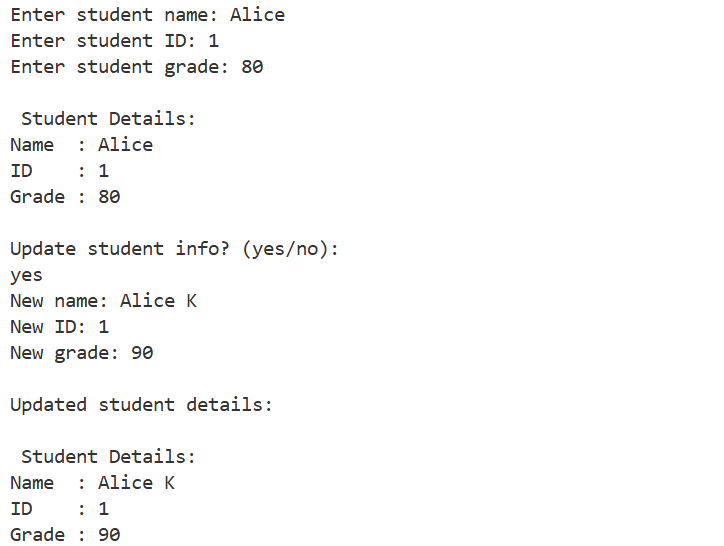 Enter student name: Alice
Enter student ID: 1
Enter student grade: 80

 Student Details:
Name  : Alice
ID    : 1
Grade : 80

Update student info? (yes/no):
yes
New name: Alice K
New ID: 1
New grade: 90

Updated student details:

 Student Details:
Name  : Alice K
ID    : 1
Grade : 90